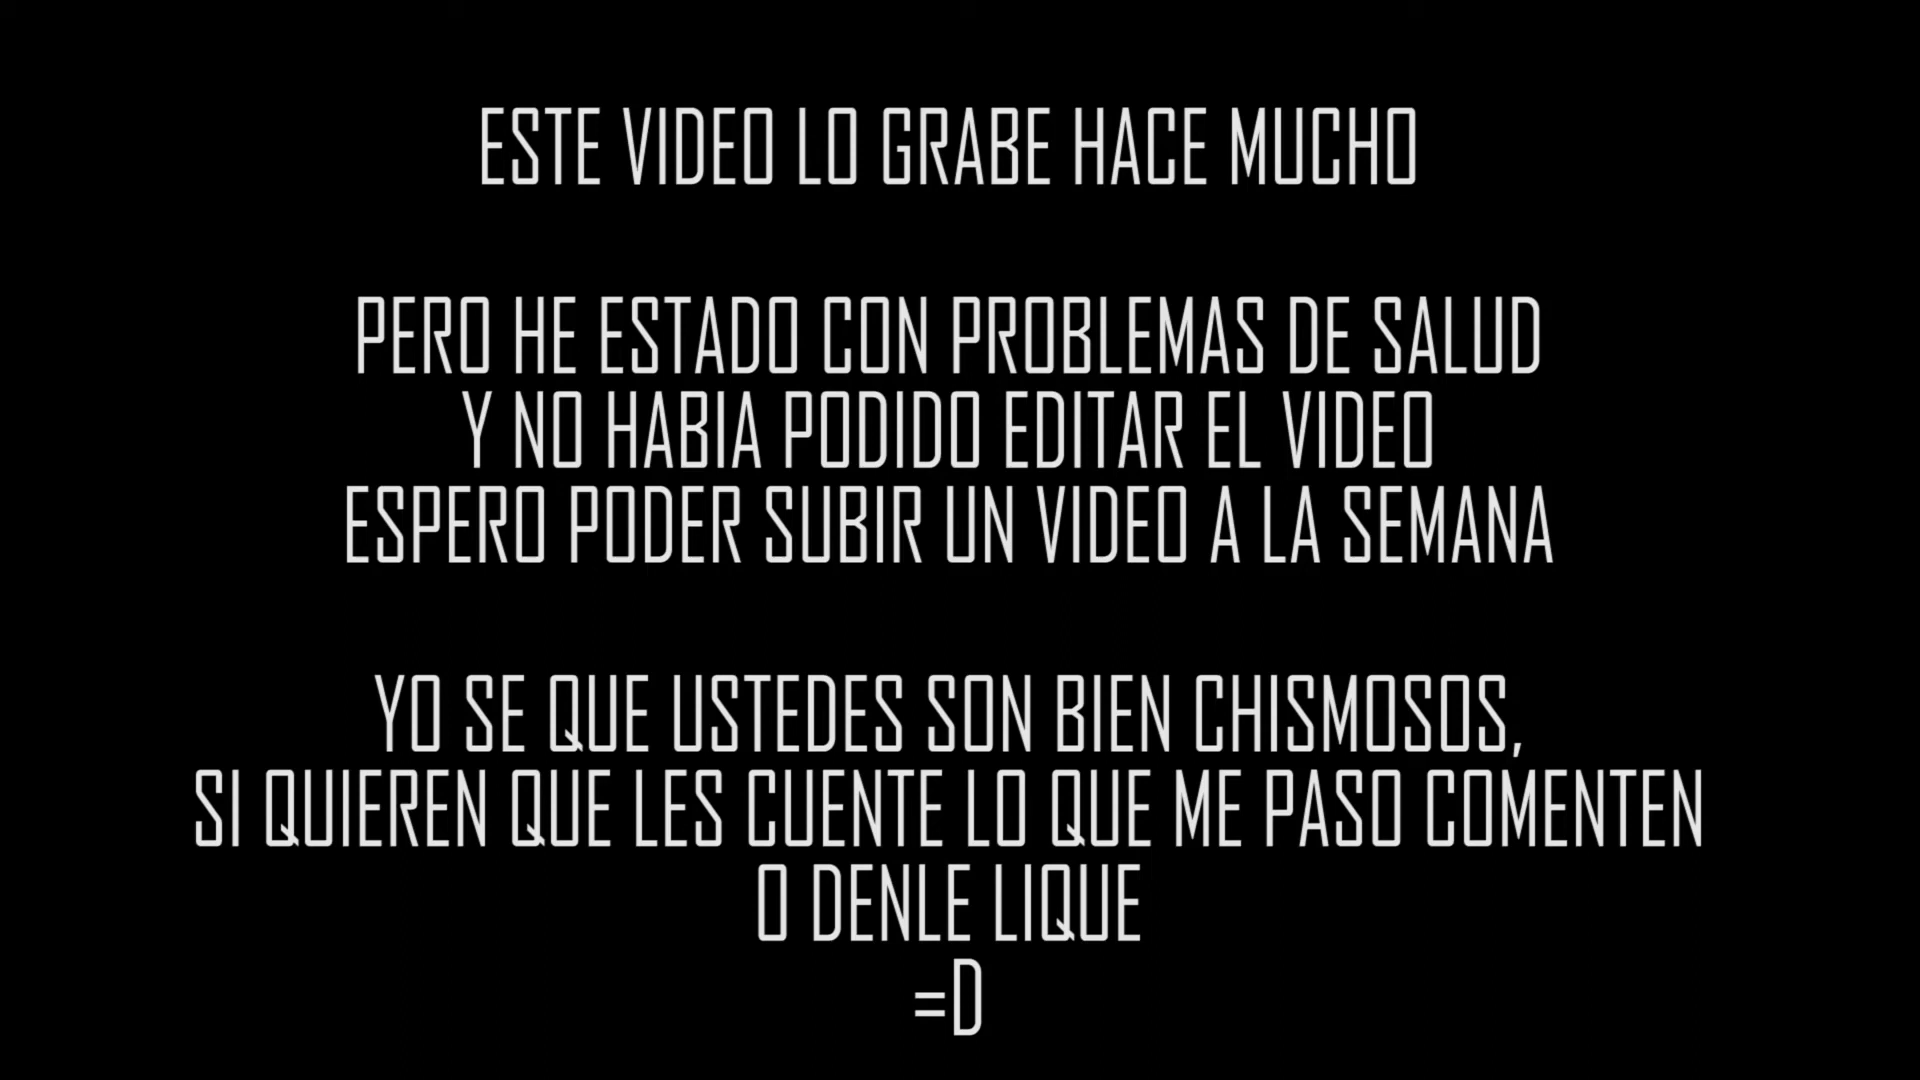 ESTE VIDEO LO GRABE HACE MUCHO
PERO HE ESTADO CON PROBLEMAS DE SALUD
Y NO HABIA PODIDO EDITAR EL VIDEO
ESPERO PODER SUBIR UN VIDEO A LA SEMANA
YO SE QUE USTEDES SON BIEN CHISMOSOS,
SI QUIEREN QUE LES CUENTE LO QUE ME PASO COMENTEN
O DENLE LIQUE
=D